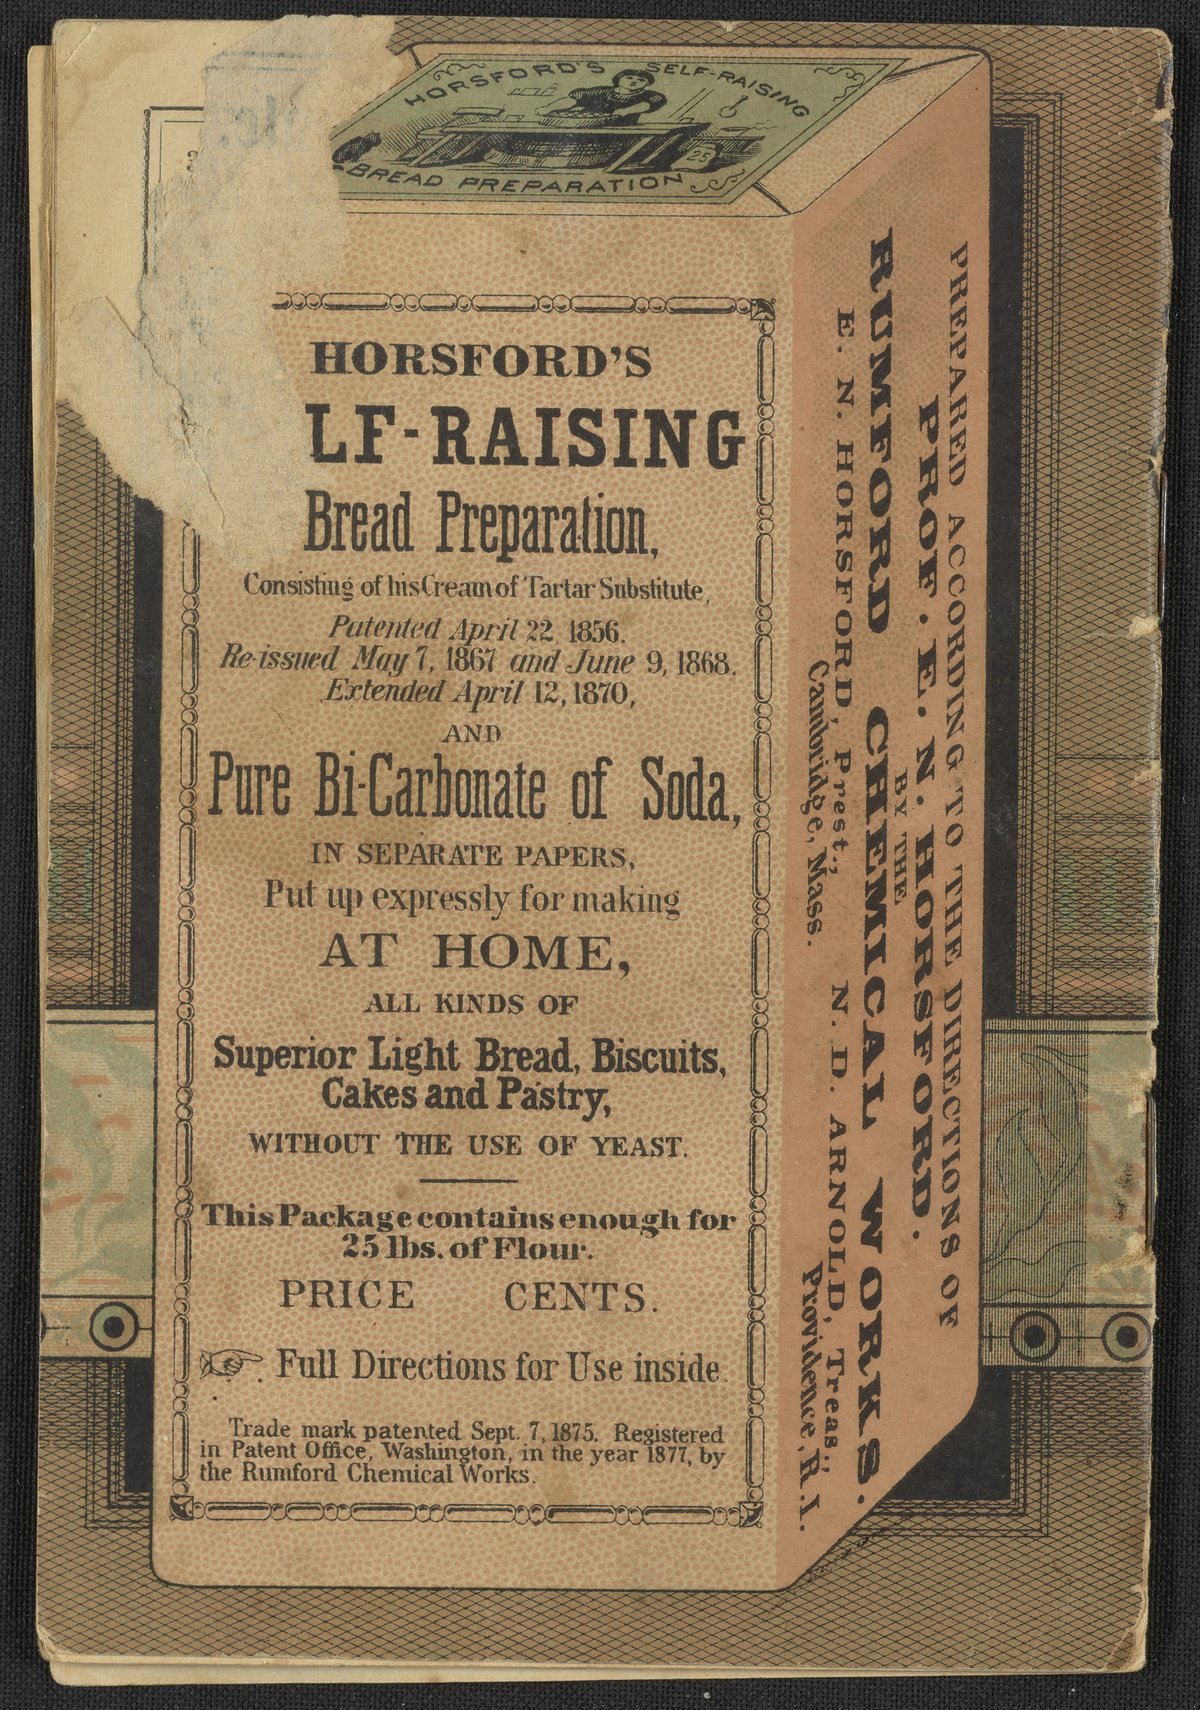 HORSFORD'S SELF-RAISING
BREAD PREPARATION
25
HORSFORD'S
LF-RAISING
Bread Preparation,
Consisting of his Cream of Tartar Substitute,
Patented April 22, 1856.
Re-issued May 7, 1867 and June 9, 1868.
Extended April 12, 1870,
AND
Pure Bi-Carbonate of Soda,
IN SEPARATE PAPERS,
Put up expressly for making
AT HOME,
ALL KINDS OF
Superior Light Bread, Biscuits,
Cakes and Pastry,
WITHOUT THE USE OF YEAST.
This Package contains enough for
25 lbs. of Flour.
PRICE CENTS.
Full Directions for Use inside.
Trade mark patented Sept. 7, 1875. Registered
in Patent Office, Washington, in the year 1877, by
the Rumford Chemical Works.
PREPARED ACCORDING TO THE DIRECTIONS OF
PROF. E. N. HORSFORD.
BY THE
RUMFORD CHEMICAL WORKS.
E. N. HORSFORD, Prest., N. D. ARNOLD, Treas.,
Cambridge, Mass. Providence, R. I.